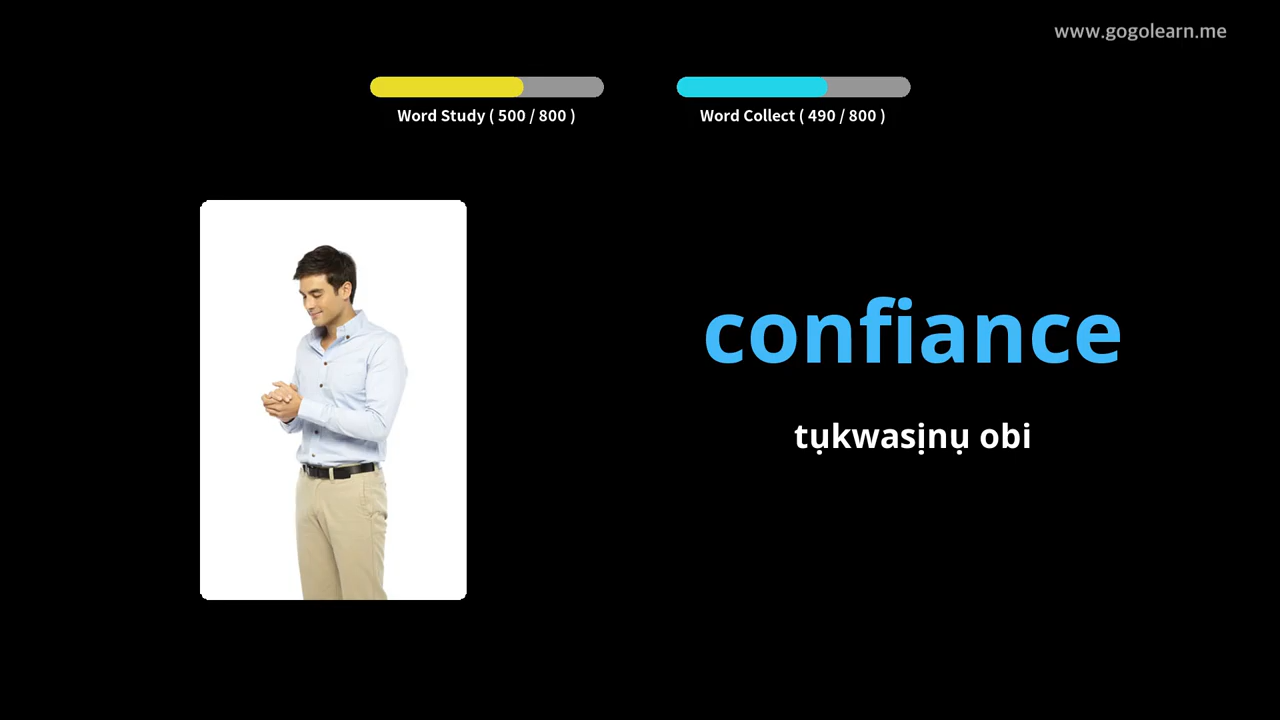 www.gogolearn.me
Word Study ( 500 / 800 )
Word Collect ( 490 / 800 )
confiance
tụkwasịnụ obi